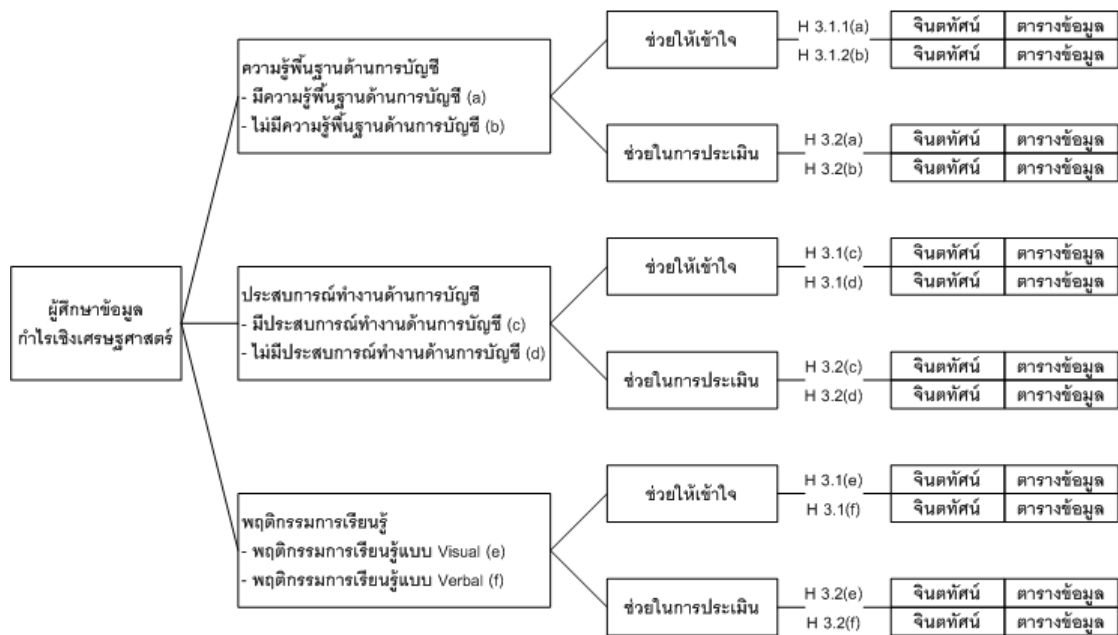 ผู้ศึกษาข้อมูล
กำไรเชิงเศรษฐศาสตร์
ความรู้พื้นฐานด้านการบัญชี
- มีความรู้พื้นฐานด้านการบัญชี (a)
- ไม่มีความรู้พื้นฐานด้านการบัญชี (b)
ช่วยให้เข้าใจ
H 3.1.1(a) จินตทัศน์ ตารางข้อมูล
H 3.1.2(b) จินตทัศน์ ตารางข้อมูล
ช่วยในการประเมิน
H 3.2(a) จินตทัศน์ ตารางข้อมูล
H 3.2(b) จินตทัศน์ ตารางข้อมูล
ประสบการณ์ทำงานด้านการบัญชี
- มีประสบการณ์ทำงานด้านการบัญชี (c)
- ไม่มีประสบการณ์ทำงานด้านการบัญชี (d)
ช่วยให้เข้าใจ
H 3.1(c) จินตทัศน์ ตารางข้อมูล
H 3.1(d) จินตทัศน์ ตารางข้อมูล
ช่วยในการประเมิน
H 3.2(c) จินตทัศน์ ตารางข้อมูล
H 3.2(d) จินตทัศน์ ตารางข้อมูล
พฤติกรรมการเรียนรู้
- พฤติกรรมการเรียนรู้แบบ Visual (e)
- พฤติกรรมการเรียนรู้แบบ Verbal (f)
ช่วยให้เข้าใจ
H 3.1(e) จินตทัศน์ ตารางข้อมูล
H 3.1(f) จินตทัศน์ ตารางข้อมูล
ช่วยในการประเมิน
H 3.2(e) จินตทัศน์ ตารางข้อมูล
H 3.2(f) จินตทัศน์ ตารางข้อมูล